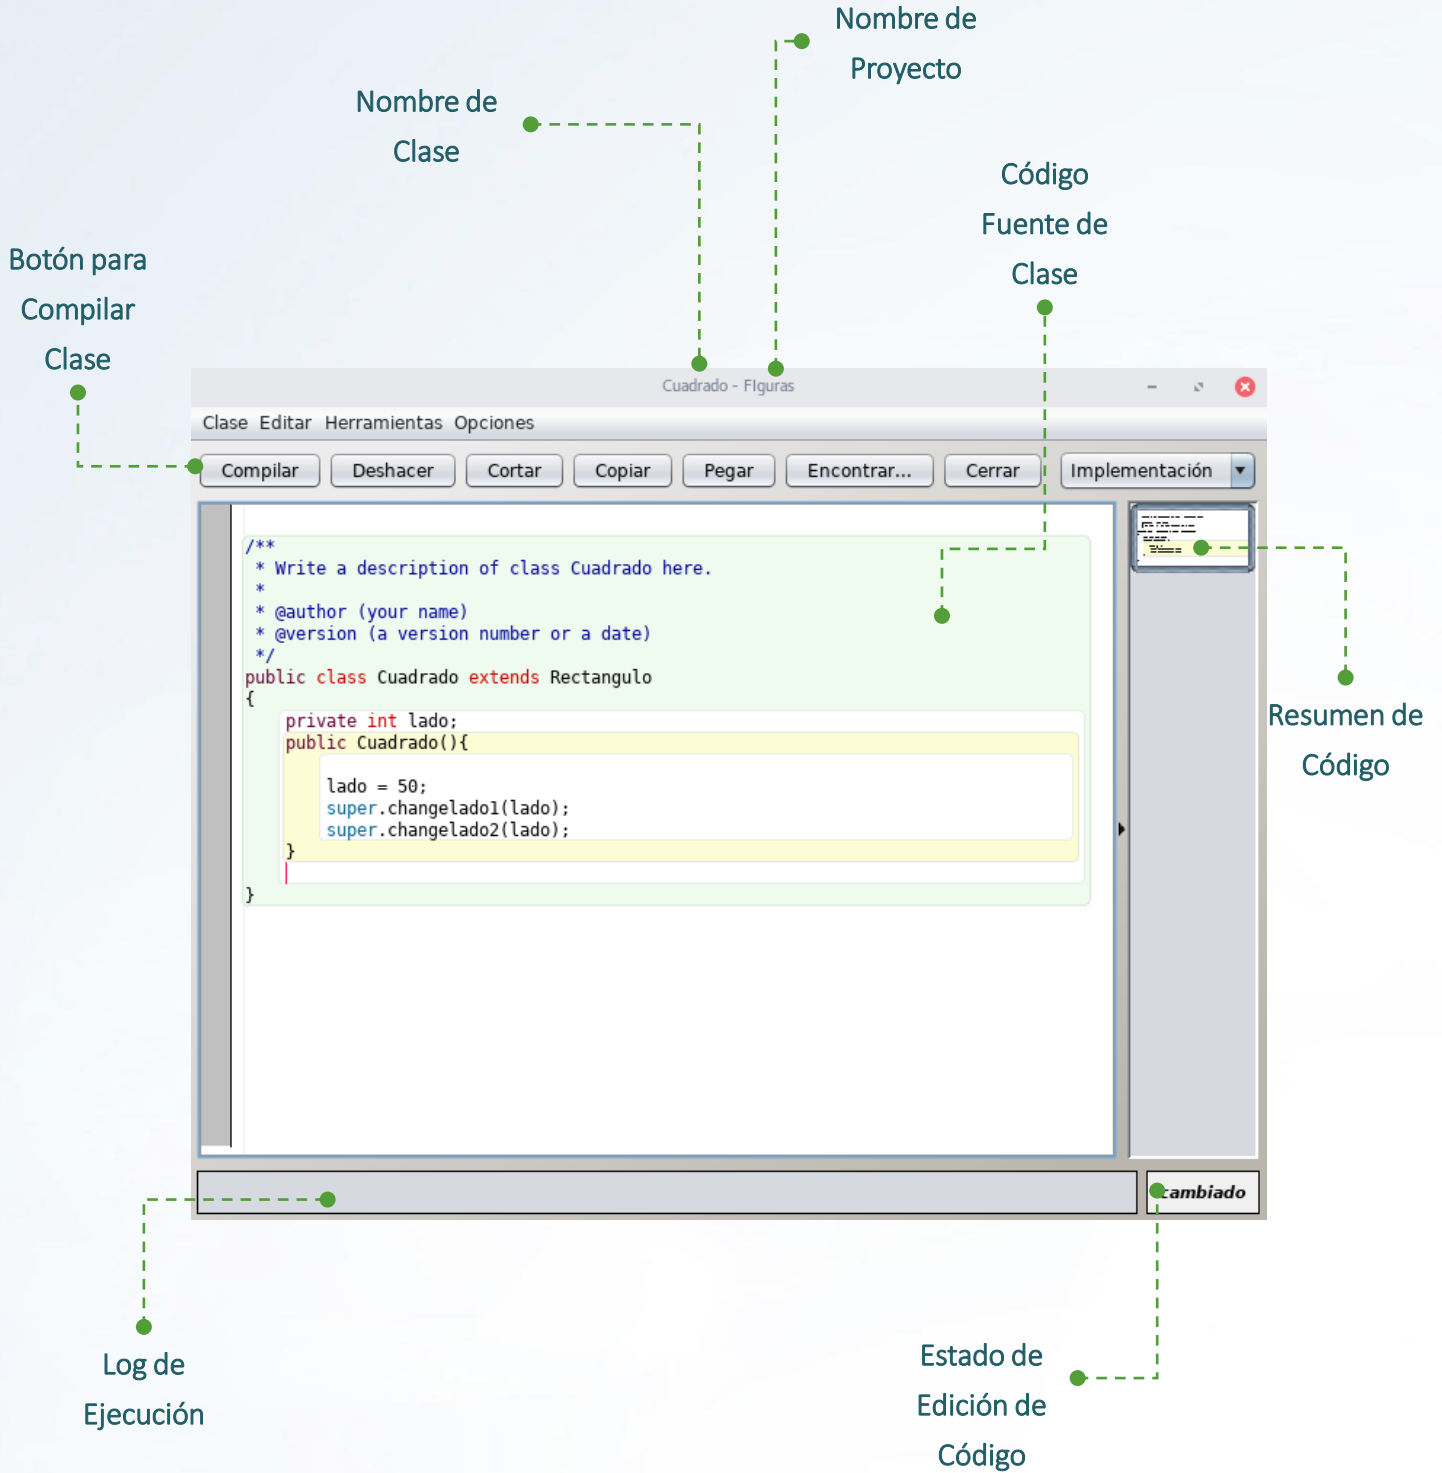 Nombre de
Proyecto
Nombre de
Clase
Código
Fuente de
Clase
Botón para
Compilar
Clase
Cuadrado - FIguras
Clase Editar Herramientas Opciones
Compilar Deshacer Cortar Copiar Pegar Encontrar... Cerrar Implementación
/**
* Write a description of class Cuadrado here.
*
* @author (your name)
* @version (a version number or a date)
*/
public class Cuadrado extends Rectangulo
{
private int lado;
public Cuadrado(){
lado = 50;
super.changelado1(lado);
super.changelado2(lado);
}
}
Resumen de
Código
cambiado
Log de
Ejecución
Estado de
Edición de
Código